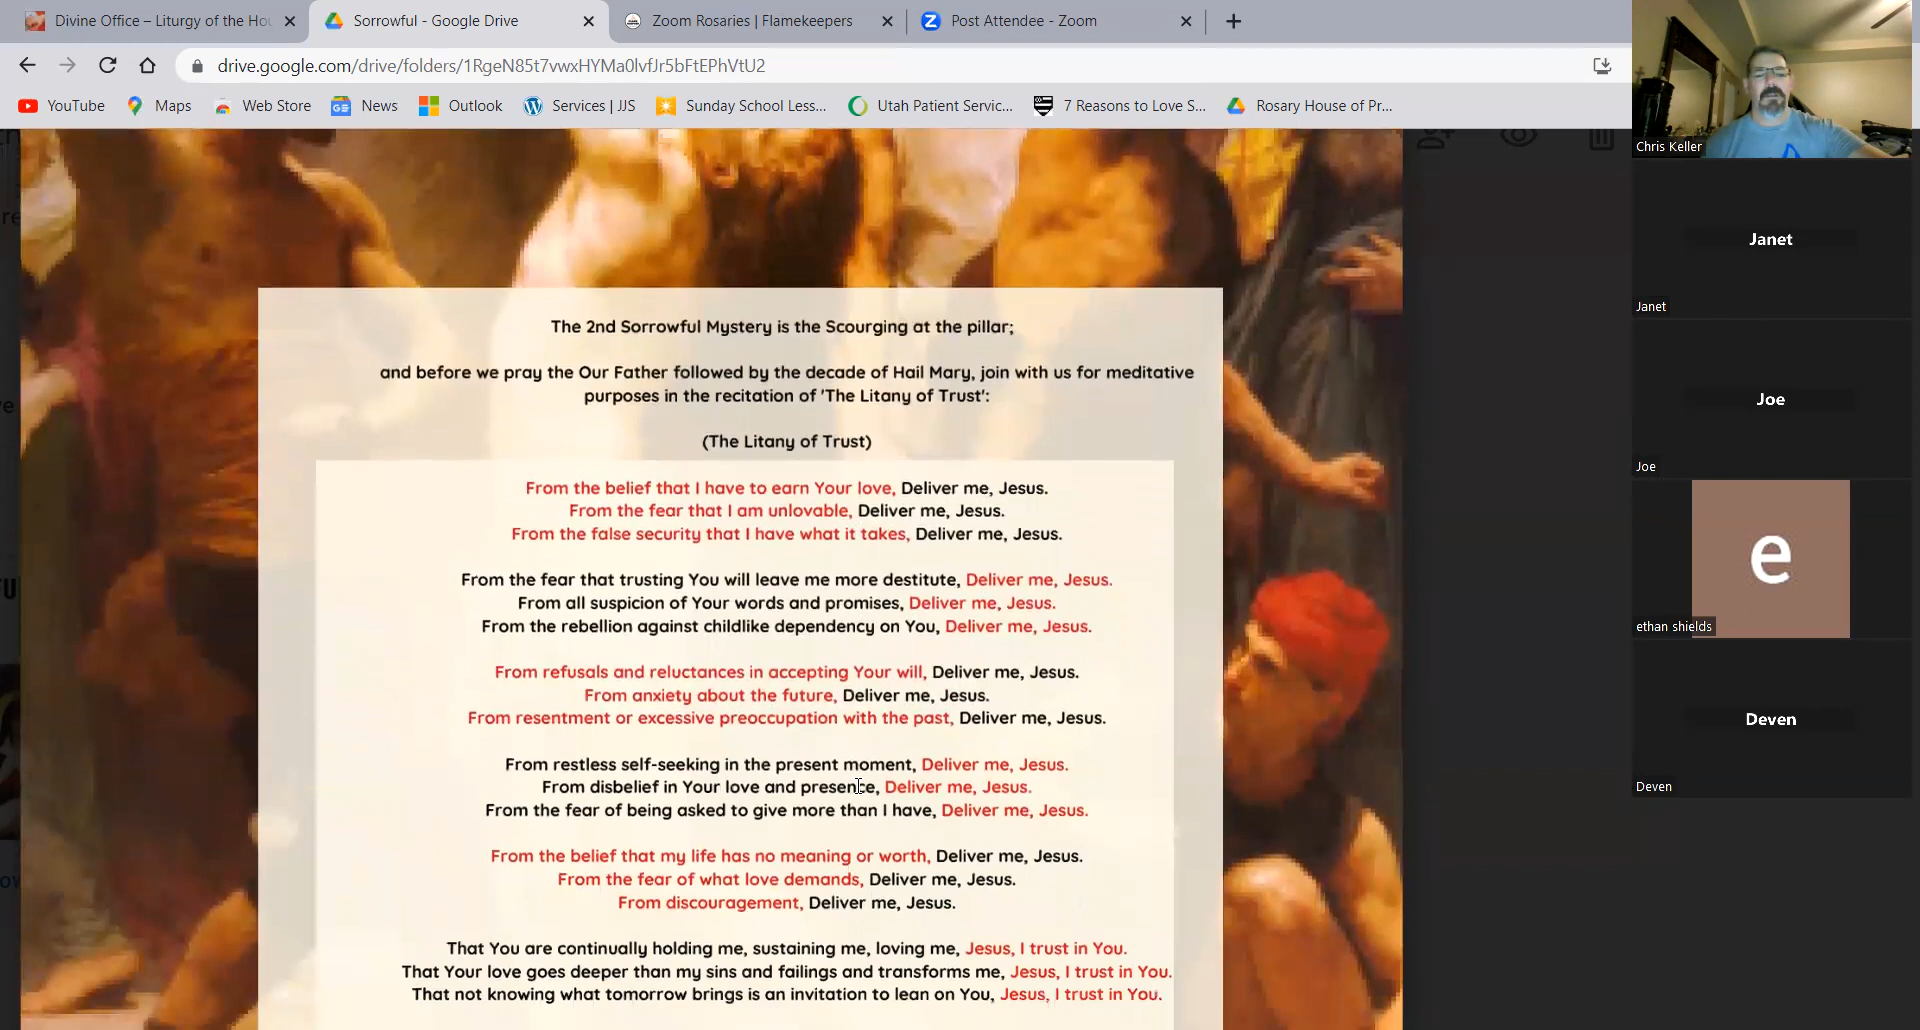 Divine Office – Liturgy of the Hou
Sorrowful - Google Drive
Zoom Rosaries | Flamekeepers
Post Attendee - Zoom
drive.google.com/drive/folders/1RgeN85t7vwxHYMa0lvfJr5bFtEPhVtU2
YouTube
Maps
Web Store
News
Outlook
Services | JJS
Sunday School Less...
Utah Patient Servic...
7 Reasons to Love S...
Rosary House of Pr...
Chris Keller
Janet
Janet
Joe
Joe
e
ethan shields
Deven
Deven
The 2nd Sorrowful Mystery is the Scourging at the pillar;
and before we pray the Our Father followed by the decade of Hail Mary, join with us for meditative
purposes in the recitation of 'The Litany of Trust':
(The Litany of Trust)
From the belief that I have to earn Your love, Deliver me, Jesus.
From the fear that I am unlovable, Deliver me, Jesus.
From the false security that I have what it takes, Deliver me, Jesus.
From the fear that trusting You will leave me more destitute, Deliver me, Jesus.
From all suspicion of Your words and promises, Deliver me, Jesus.
From the rebellion against childlike dependency on You, Deliver me, Jesus.
From refusals and reluctances in accepting Your will, Deliver me, Jesus.
From anxiety about the future, Deliver me, Jesus.
From resentment or excessive preoccupation with the past, Deliver me, Jesus.
From restless self-seeking in the present moment, Deliver me, Jesus.
From disbelief in Your love and presence, Deliver me, Jesus.
From the fear of being asked to give more than I have, Deliver me, Jesus.
From the belief that my life has no meaning or worth, Deliver me, Jesus.
From the fear of what love demands, Deliver me, Jesus.
From discouragement, Deliver me, Jesus.
That You are continually holding me, sustaining me, loving me, Jesus, I trust in You.
That Your love goes deeper than my sins and failings and transforms me, Jesus, I trust in You.
That not knowing what tomorrow brings is an invitation to lean on You, Jesus, I trust in You.